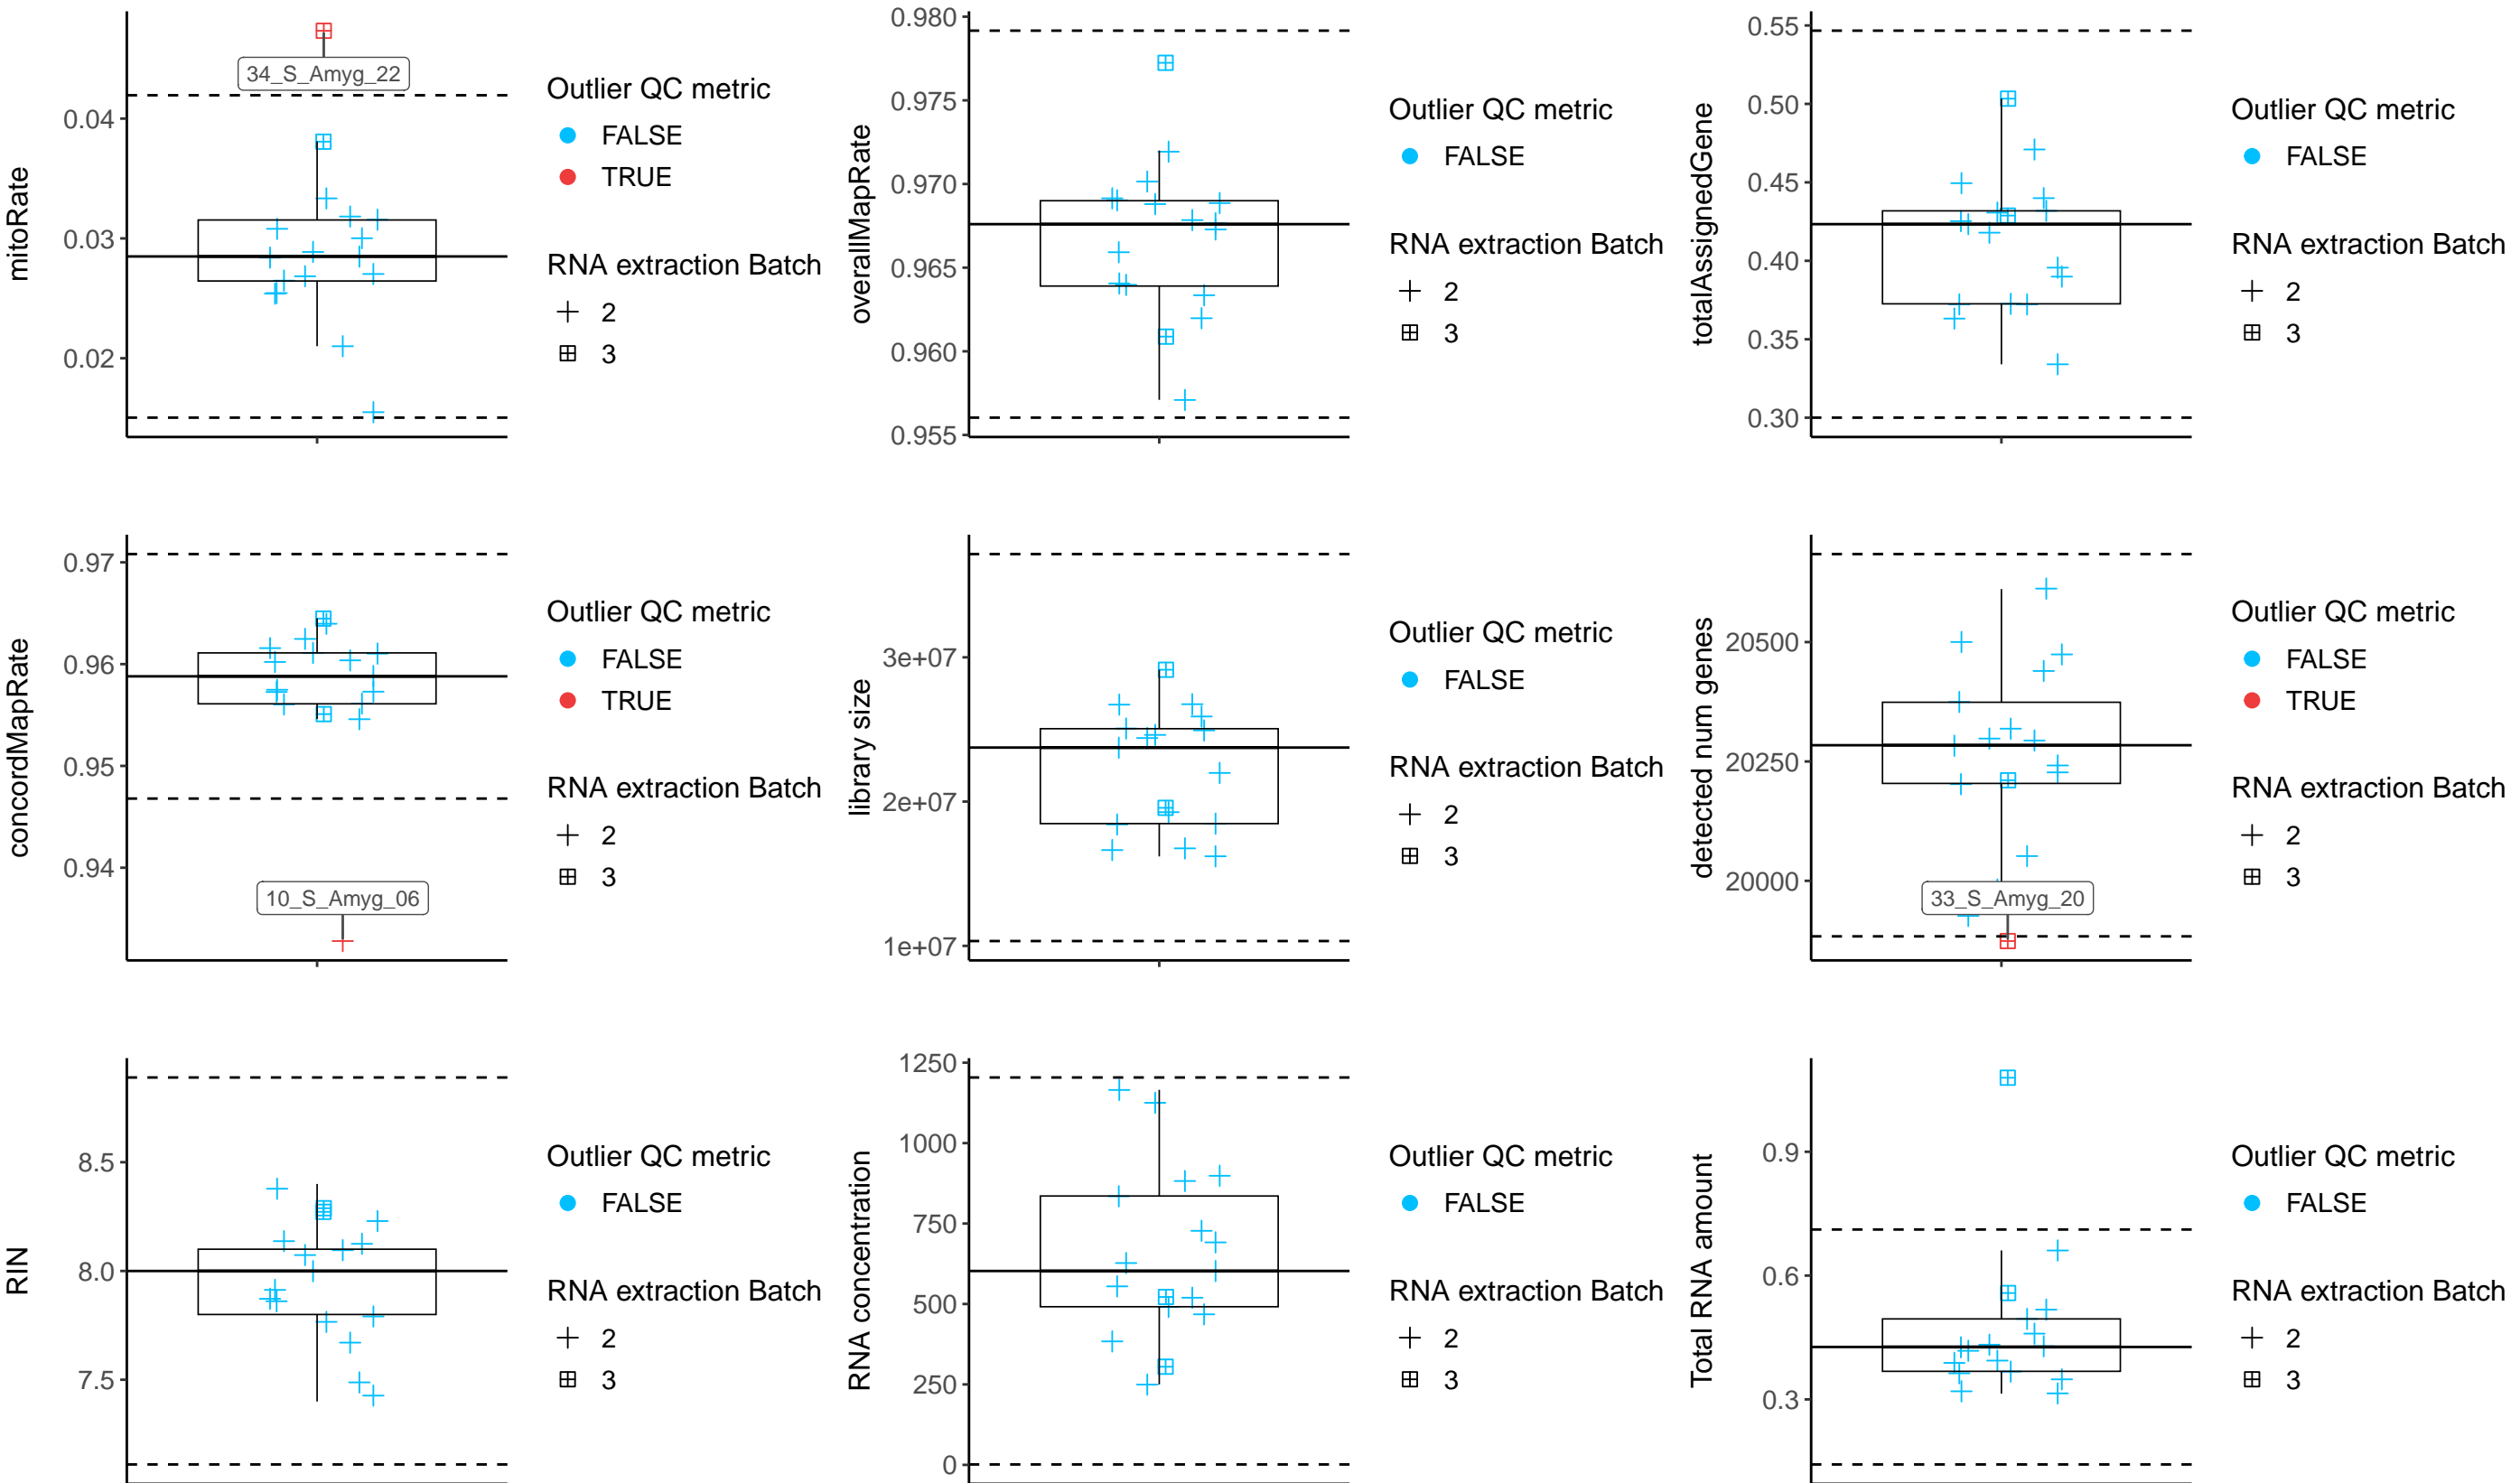 mitoRate
0.04
0.03
0.02
34_S_Amyg_22
Outlier QC metric
FALSE
TRUE
RNA extraction Batch
2
3
overallMapRate
0.980
0.975
0.970
0.965
0.960
0.955
Outlier QC metric
FALSE
RNA extraction Batch
2
3
totalAssignedGene
0.55
0.50
0.45
0.40
0.35
0.30
Outlier QC metric
FALSE
RNA extraction Batch
2
3
concordMapRate
0.97
0.96
0.95
0.94
10_S_Amyg_06
Outlier QC metric
FALSE
TRUE
RNA extraction Batch
2
3
library size
3e+07
2e+07
1e+07
Outlier QC metric
FALSE
RNA extraction Batch
2
3
detected num genes
20500
20250
20000
33_S_Amyg_20
Outlier QC metric
FALSE
TRUE
RNA extraction Batch
2
3
RIN
8.5
8.0
7.5
Outlier QC metric
FALSE
RNA extraction Batch
2
3
RNA concentration
1250
1000
750
500
250
0
Outlier QC metric
FALSE
RNA extraction Batch
2
3
Total RNA amount
0.9
0.6
0.3
Outlier QC metric
FALSE
RNA extraction Batch
2
3